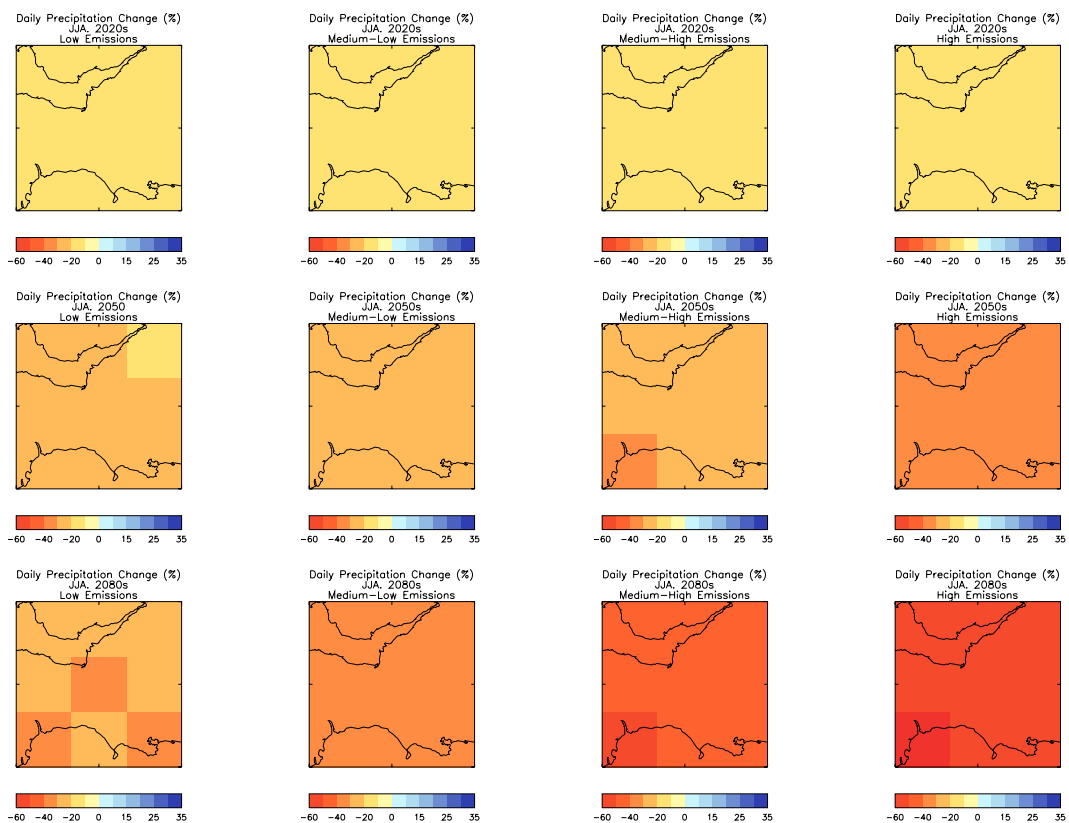 Daily Precipitation Change (%)
JJA. 2020s
Low Emissions
-60 -40 -20 0 15 25 35
Daily Precipitation Change (%)
JJA. 2020s
Medium-Low Emissions
-60 -40 -20 0 15 25 35
Daily Precipitation Change (%)
JJA. 2020s
Medium-High Emissions
-60 -40 -20 0 15 25 35
Daily Precipitation Change (%)
JJA. 2020s
High Emissions
-60 -40 -20 0 15 25 35
Daily Precipitation Change (%)
JJA. 2050
Low Emissions
-60 -40 -20 0 15 25 35
Daily Precipitation Change (%)
JJA. 2050s
Medium-Low Emissions
-60 -40 -20 0 15 25 35
Daily Precipitation Change (%)
JJA. 2050s
Medium-High Emissions
-60 -40 -20 0 15 25 35
Daily Precipitation Change (%)
JJA. 2050s
High Emissions
-60 -40 -20 0 15 25 35
Daily Precipitation Change (%)
JJA. 2080s
Low Emissions
-60 -40 -20 0 15 25 35
Daily Precipitation Change (%)
JJA. 2080s
Medium-Low Emissions
-60 -40 -20 0 15 25 35
Daily Precipitation Change (%)
JJA. 2080s
Medium-High Emissions
-60 -40 -20 0 15 25 35
Daily Precipitation Change (%)
JJA. 2080s
High Emissions
-60 -40 -20 0 15 25 35